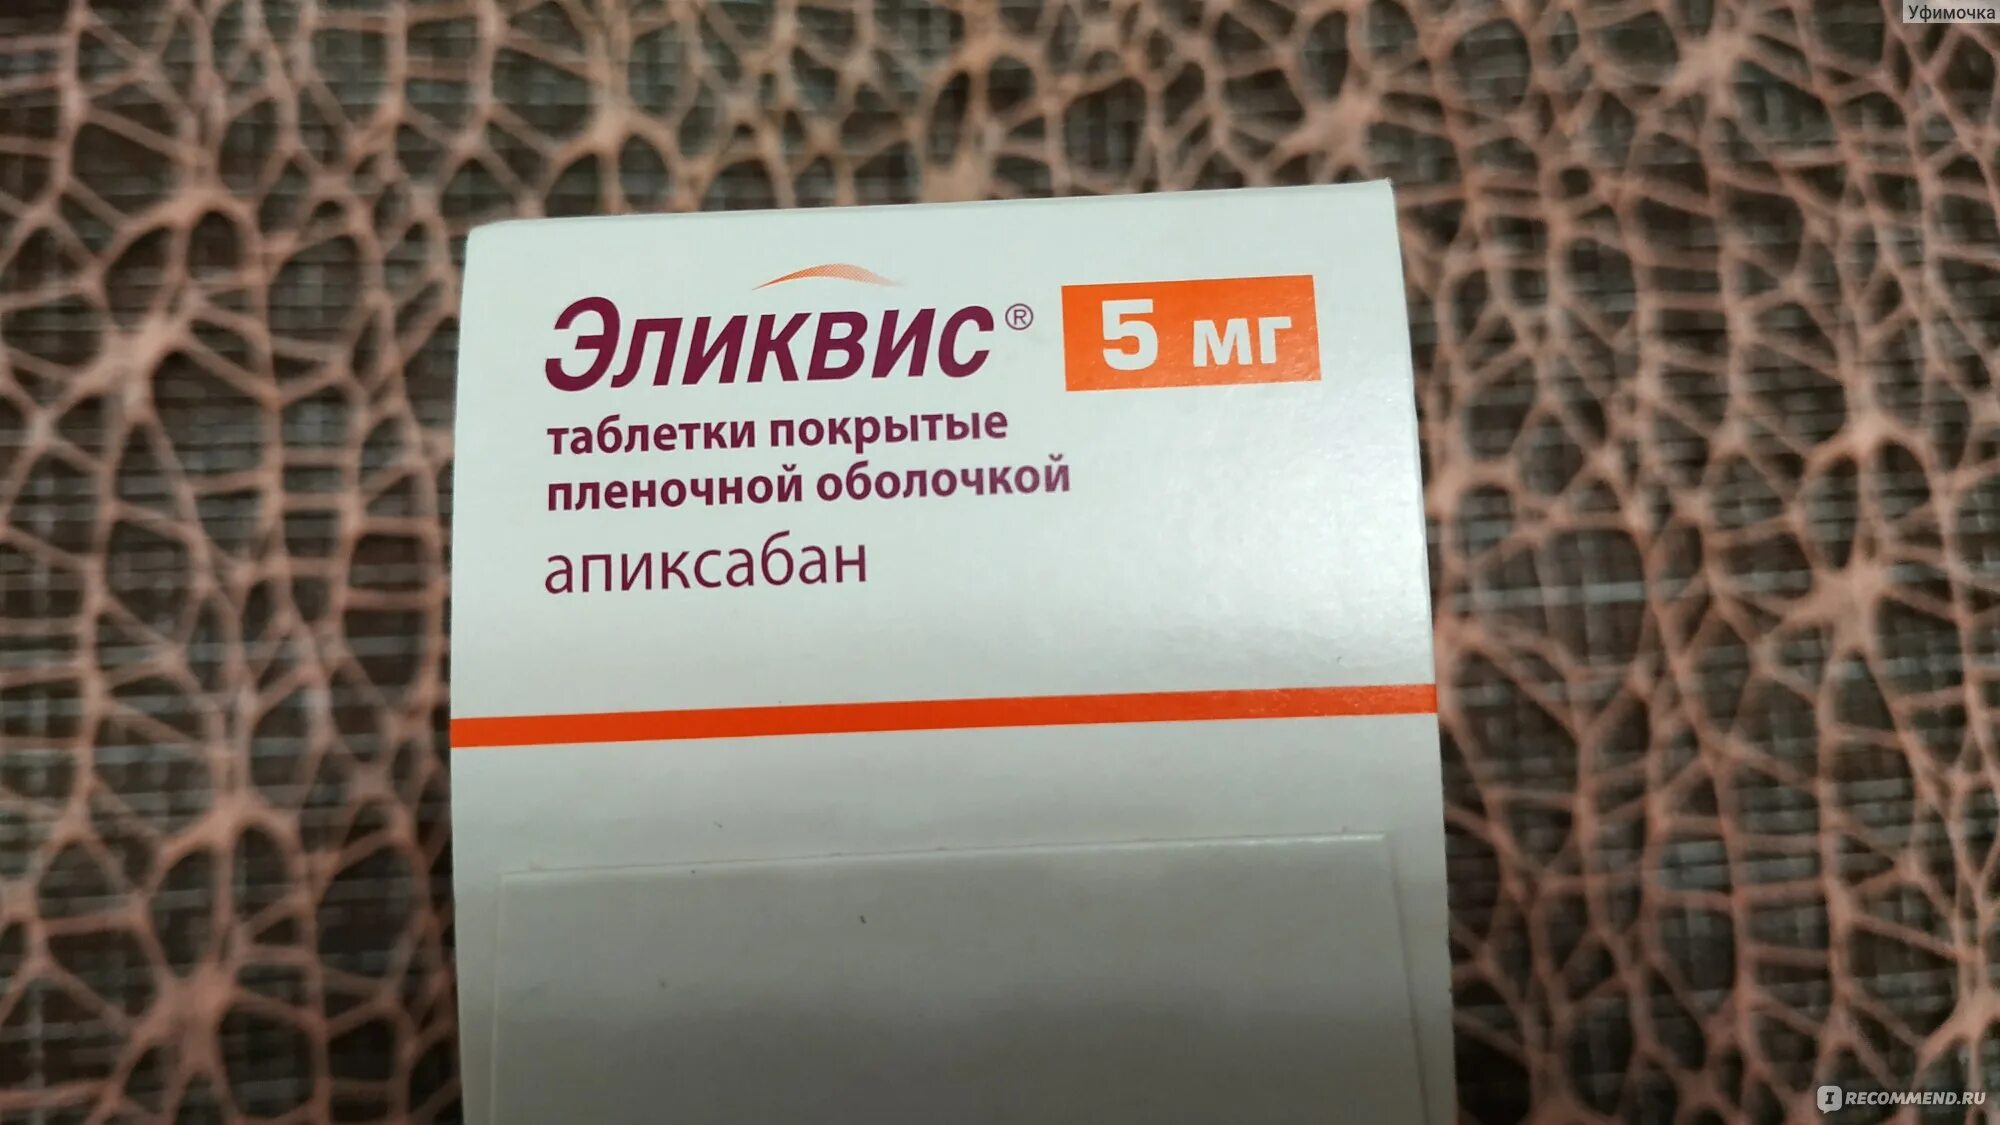 Уфимочка
Эликвис® 5 мг
таблетки покрытые
пленочной оболочкой
апиксабан
I RECOMMEND.RU